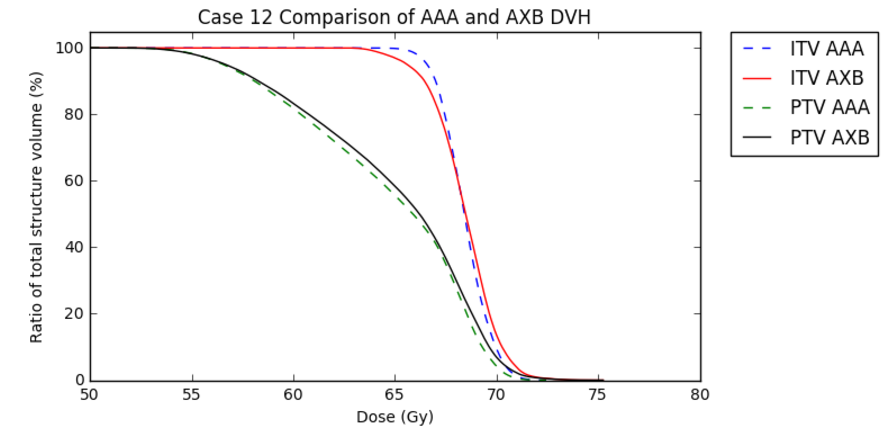 Case 12 Comparison of AAA and AXB DVH
Ratio of total structure volume (%)
100
80
60
40
20
0
50 55 60 65 70 75 80
Dose (Gy)
ITV AAA
ITV AXB
PTV AAA
PTV AXB